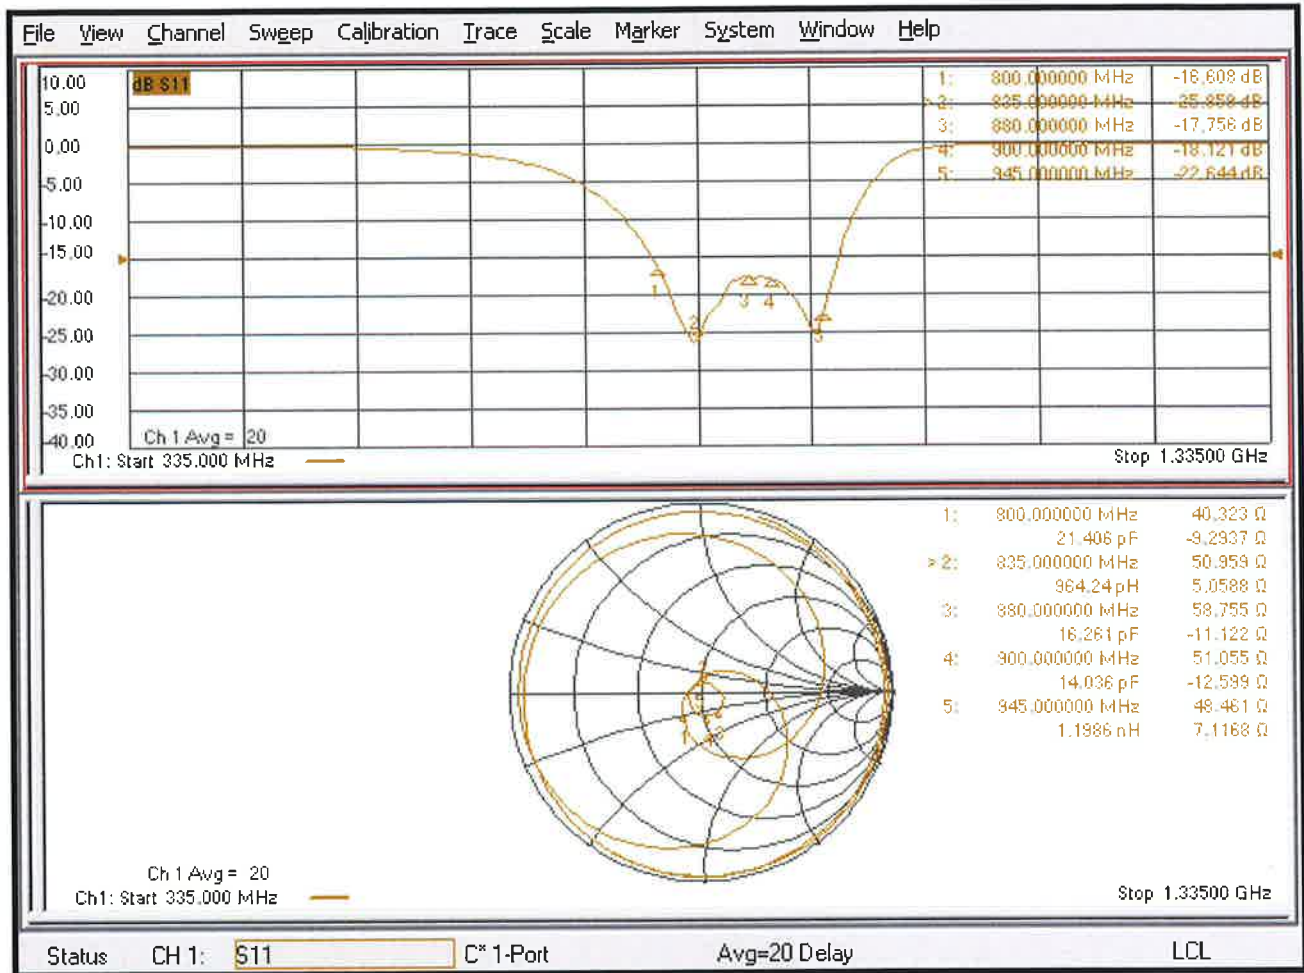 File View Channel Sweep Calibration Trace Scale Marker System Window Help
10.00
5.00
0.00
-5.00
-10.00
-15.00
-20.00
-25.00
-30.00
-35.00
-40.00
dB S11
1: 800.000000 MHz -16.608 dB
>2: 835.000000 MHz -25.858 dB
3: 880.000000 MHz -17.756 dB
4: 900.000000 MHz -18.121 dB
5: 945.000000 MHz -22.644 dB
1
2
3
4
5
Ch 1 Avg = 20
Ch1: Start 335.000 MHz
Stop 1.33500 GHz
1: 800.000000 MHz 40.323 Ω
21.406 pF -9.2937 Ω
>2: 835.000000 MHz 50.959 Ω
964.24 pH 5.0588 Ω
3: 880.000000 MHz 58.755 Ω
16.261 pF -11.122 Ω
4: 900.000000 MHz 51.055 Ω
14.036 pF -12.599 Ω
5: 945.000000 MHz 48.461 Ω
1.1986 nH 7.1168 Ω
Ch 1 Avg = 20
Ch1: Start 335.000 MHz
Stop 1.33500 GHz
Status CH 1: S11 C* 1-Port Avg=20 Delay LCL